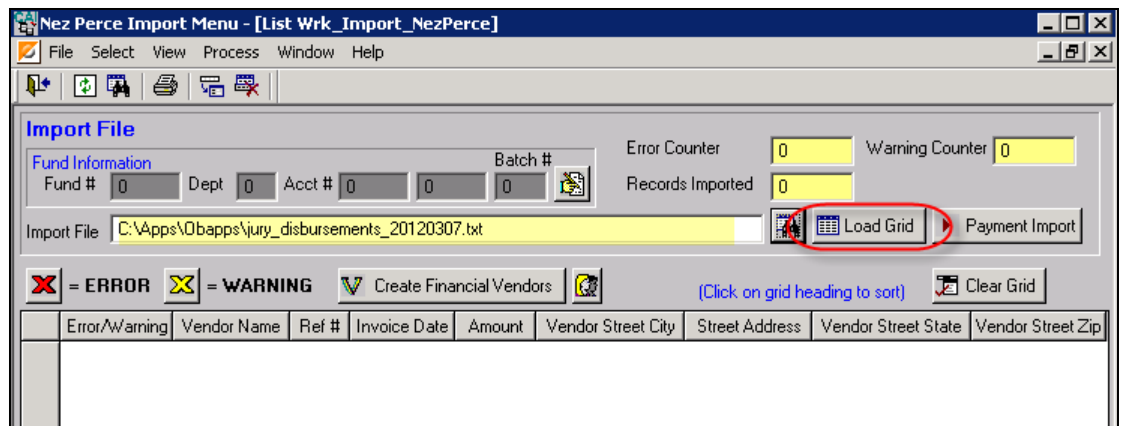 Nez Perce Import Menu - [List Wrk_Import_NezPerce]
File Select View Process Window Help
Import File
Fund Information Batch #
Fund # 0 Dept 0 Acct # 0 0 0
Error Counter 0 Warning Counter 0
Records Imported 0
Import File C:\Apps\Obapps\jury_disbursements_20120307.txt Load Grid Payment Import
= ERROR = WARNING Create Financial Vendors (Click on grid heading to sort) Clear Grid
Error/Warning Vendor Name Ref # Invoice Date Amount Vendor Street City Street Address Vendor Street State Vendor Street Zip